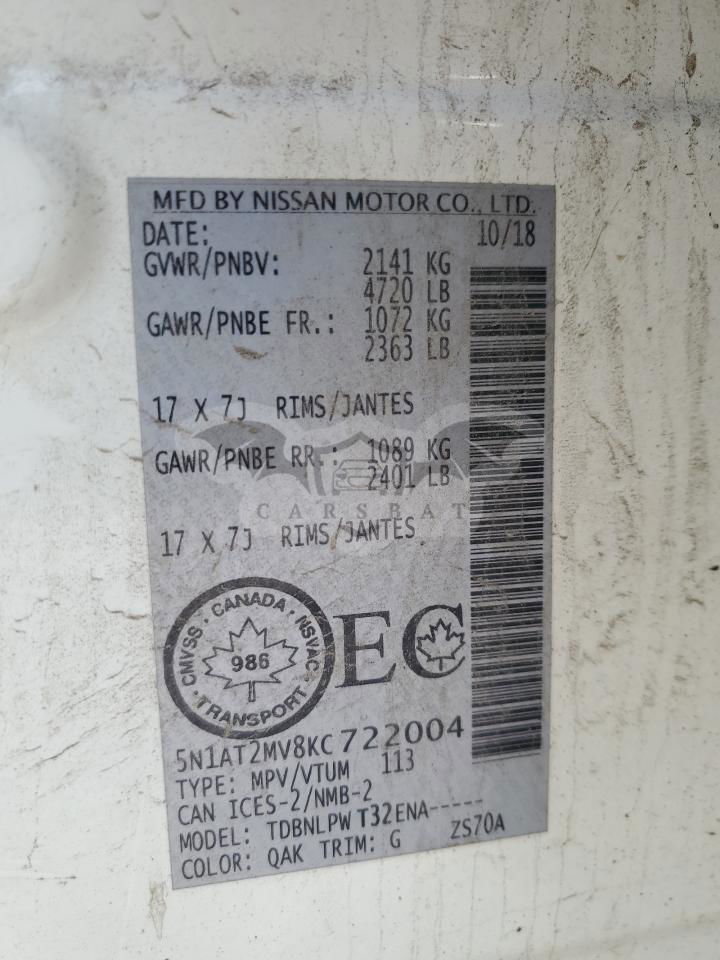 MFD BY NISSAN MOTOR CO., LTD.
DATE: 10/18
GVWR/PNBV: 2141 KG
4720 LB
GAWR/PNBE FR.: 1072 KG
2363 LB
17 X 7J RIMS/JANTES
GAWR/PNBE RR.: 1089 KG
2401 LB
CARSBAT
17 X 7J RIMS/JANTES
CMVSS · CANADA · NSVAC · TRANSPORT ·
986
EC
5N1AT2MV8KC722004
TYPE: MPV/VTUM 113
CAN ICES-2/NMB-2
MODEL: TDBNLPW T32ENA-----
COLOR: QAK TRIM: G ZS70A